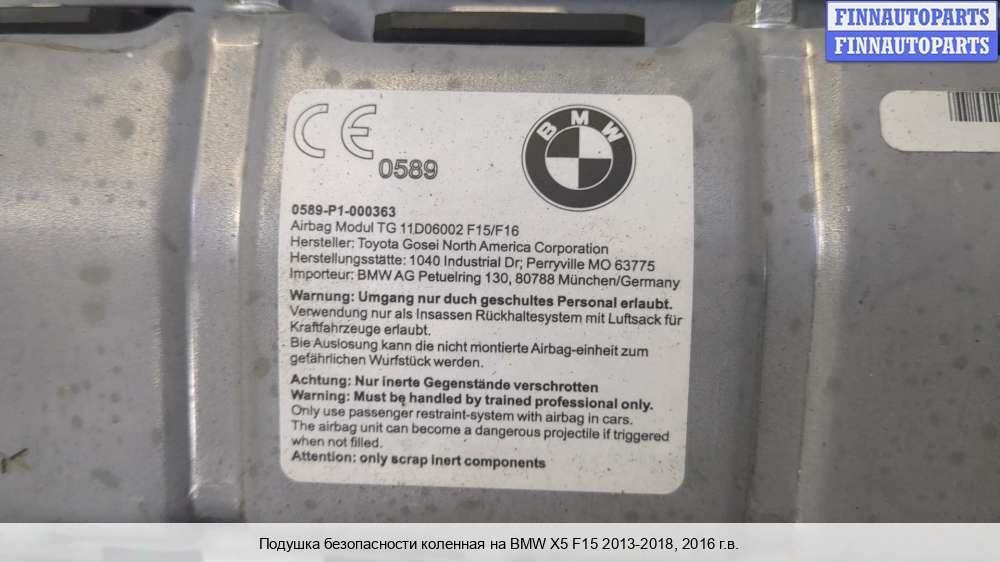 FINNAUTOPARTS
FINNAUTOPARTS
CE
0589
BMW
0589-P1-000363
Airbag Modul TG 11D06002 F15/F16
Hersteller: Toyota Gosei North America Corporation
Herstellungsstätte: 1040 Industrial Dr; Perryville MO 63775
Importeur: BMW AG Petuelring 130, 80788 München/Germany
Warnung: Umgang nur duch geschultes Personal erlaubt.
Verwendung nur als Insassen Rückhaltesystem mit Luftsack für
Kraftfahrzeuge erlaubt.
Bie Auslosung kann die nicht montierte Airbag-einheit zum
gefährlichen Wurfstück werden.
Achtung: Nur inerte Gegenstände verschrotten
Warning: Must be handled by trained professional only.
Only use passenger restraint-system with airbag in cars.
The airbag unit can become a dangerous projectile if triggered
when not filled.
Attention: only scrap inert components
Подушка безопасности коленная на BMW X5 F15 2013-2018, 2016 г.в.